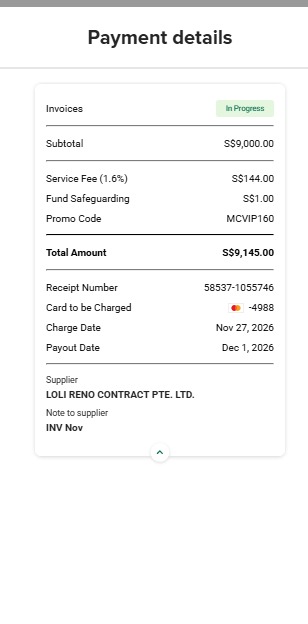 Payment details
Invoices In Progress
Subtotal S$9,000.00
Service Fee (1.6%) S$144.00
Fund Safeguarding S$1.00
Promo Code MCVIP160
Total Amount S$9,145.00
Receipt Number 58537-1055746
Card to be Charged -4988
Charge Date Nov 27, 2026
Payout Date Dec 1, 2026
Supplier
LOLI RENO CONTRACT PTE. LTD.
Note to supplier
INV Nov